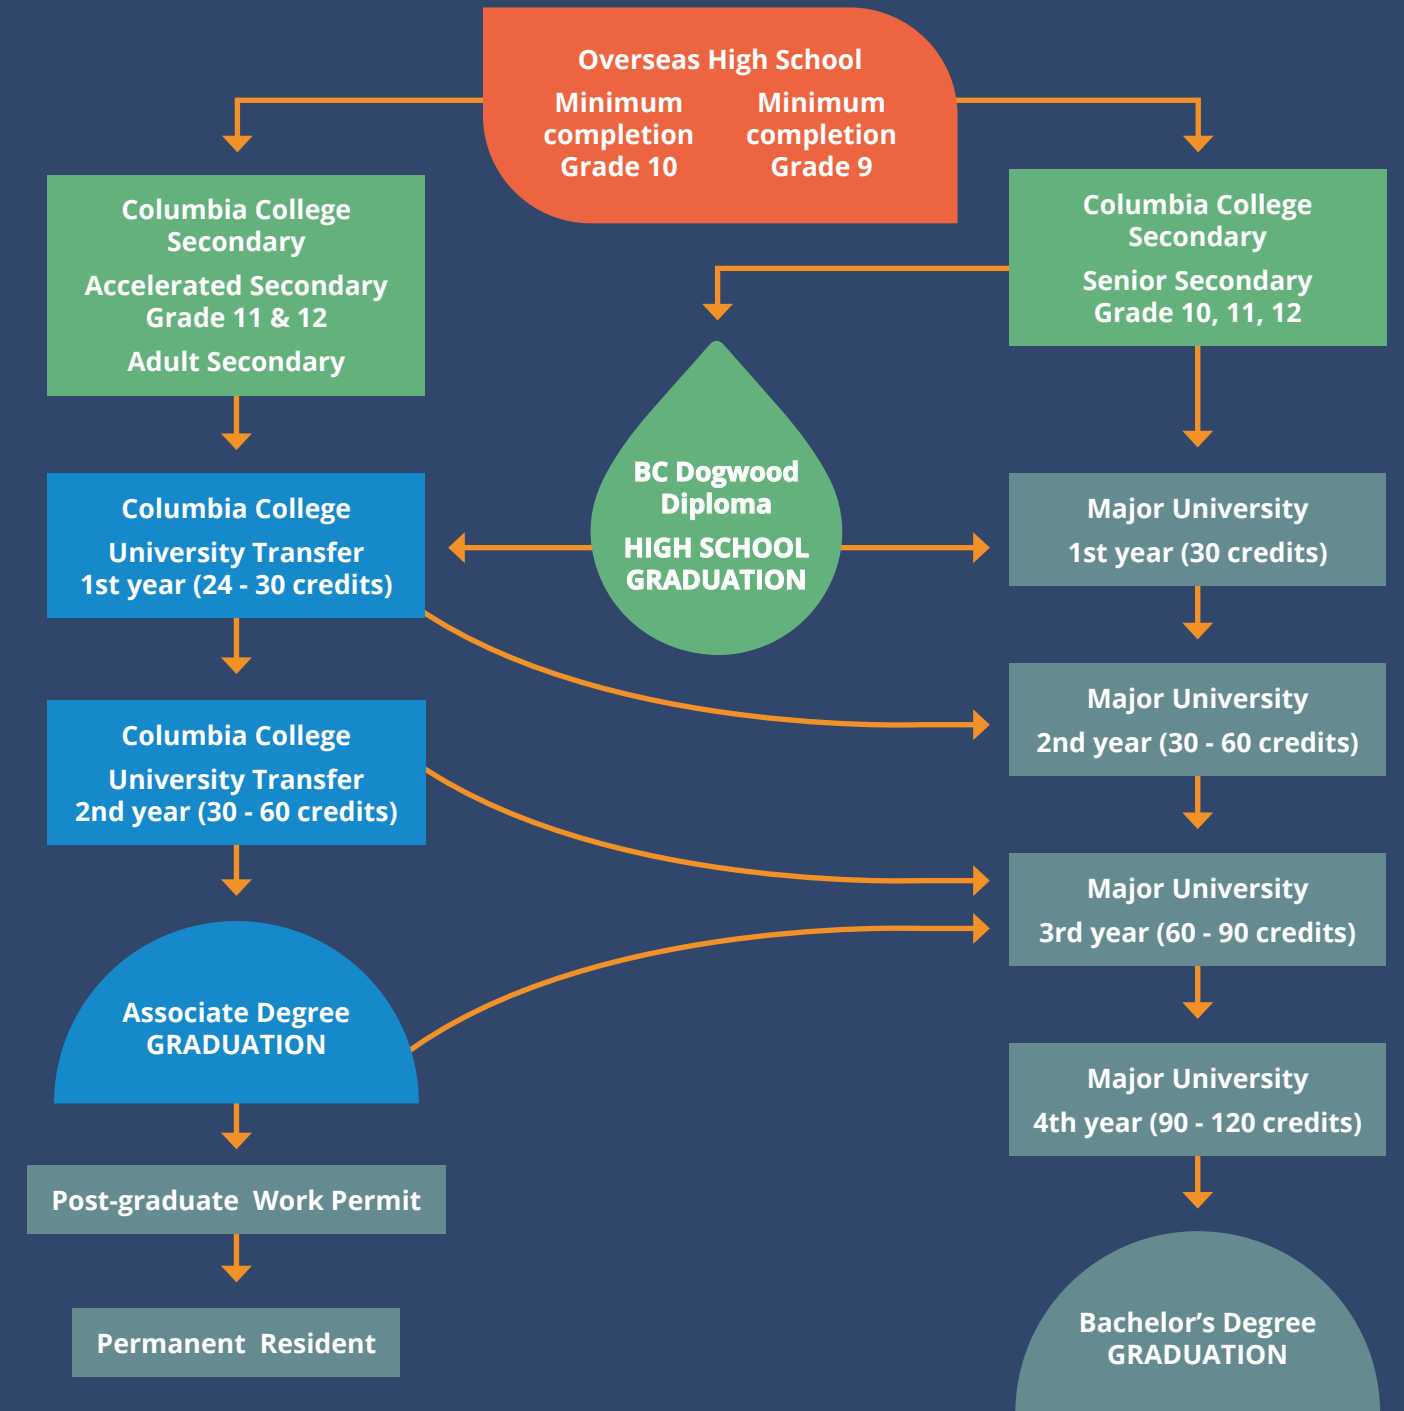 Overseas High School
Minimum
completion
Grade 10
Minimum
completion
Grade 9
Columbia College
Secondary
Accelerated Secondary
Grade 11 & 12
Adult Secondary
Columbia College
Secondary
Senior Secondary
Grade 10, 11, 12
BC Dogwood
Diploma
HIGH SCHOOL
GRADUATION
Columbia College
University Transfer
1st year (24 - 30 credits)
Major University
1st year (30 credits)
Columbia College
University Transfer
2nd year (30 - 60 credits)
Major University
2nd year (30 - 60 credits)
Major University
3rd year (60 - 90 credits)
Associate Degree
GRADUATION
Major University
4th year (90 - 120 credits)
Post-graduate Work Permit
Permanent Resident
Bachelor’s Degree
GRADUATION